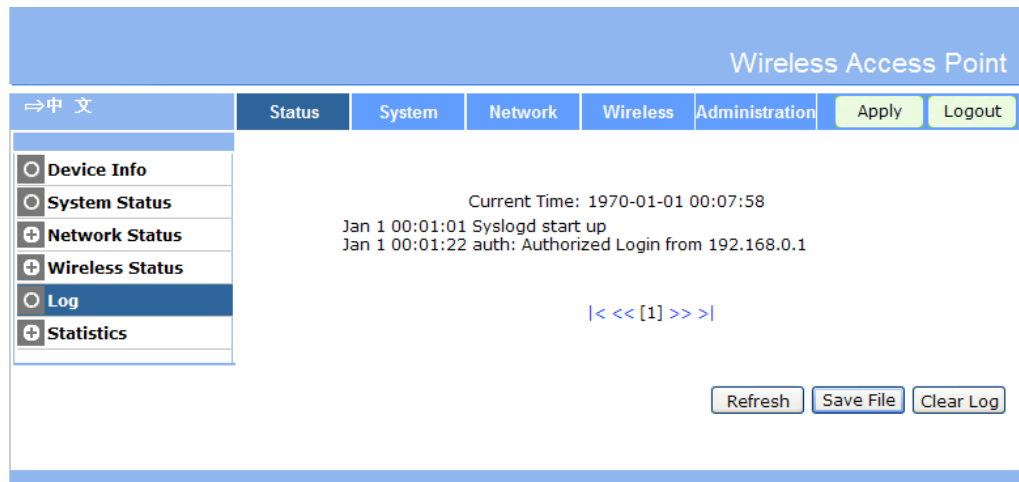 Wireless Access Point
⇨中 文
Status System Network Wireless Administration Apply Logout
Device Info
System Status
Network Status
Wireless Status
Log
Statistics
Current Time: 1970-01-01 00:07:58
Jan 1 00:01:01 Syslogd start up
Jan 1 00:01:22 auth: Authorized Login from 192.168.0.1
|< << [1] >> >|
Refresh Save File Clear Log